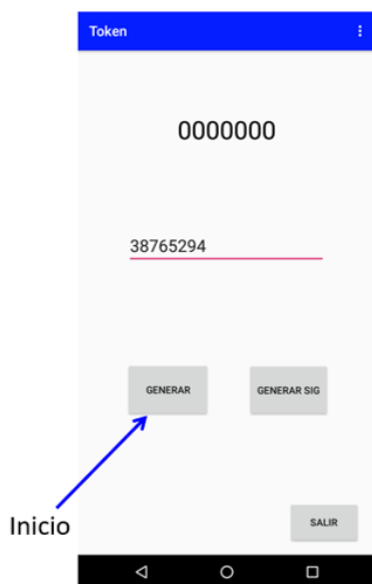 Token
0000000
38765294
GENERAR
GENERAR SIG
Inicio
SALIR